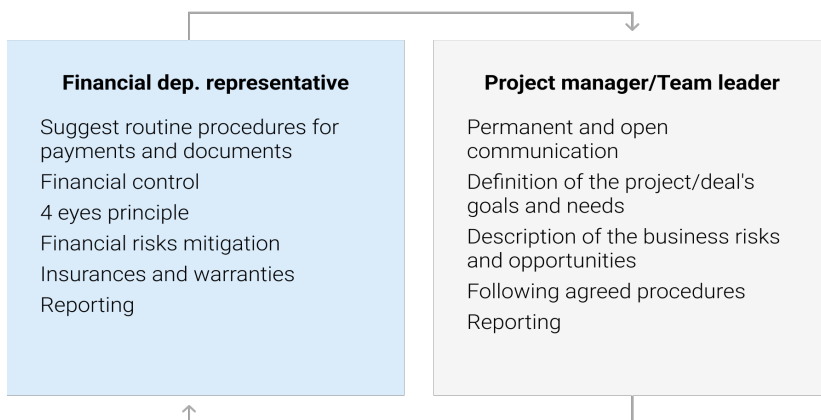 Financial dep. representative
Suggest routine procedures for
payments and documents
Financial control
4 eyes principle
Financial risks mitigation
Insurances and warranties
Reporting
Project manager/Team leader
Permanent and open
communication
Definition of the project/deal's
goals and needs
Description of the business risks
and opportunities
Following agreed procedures
Reporting